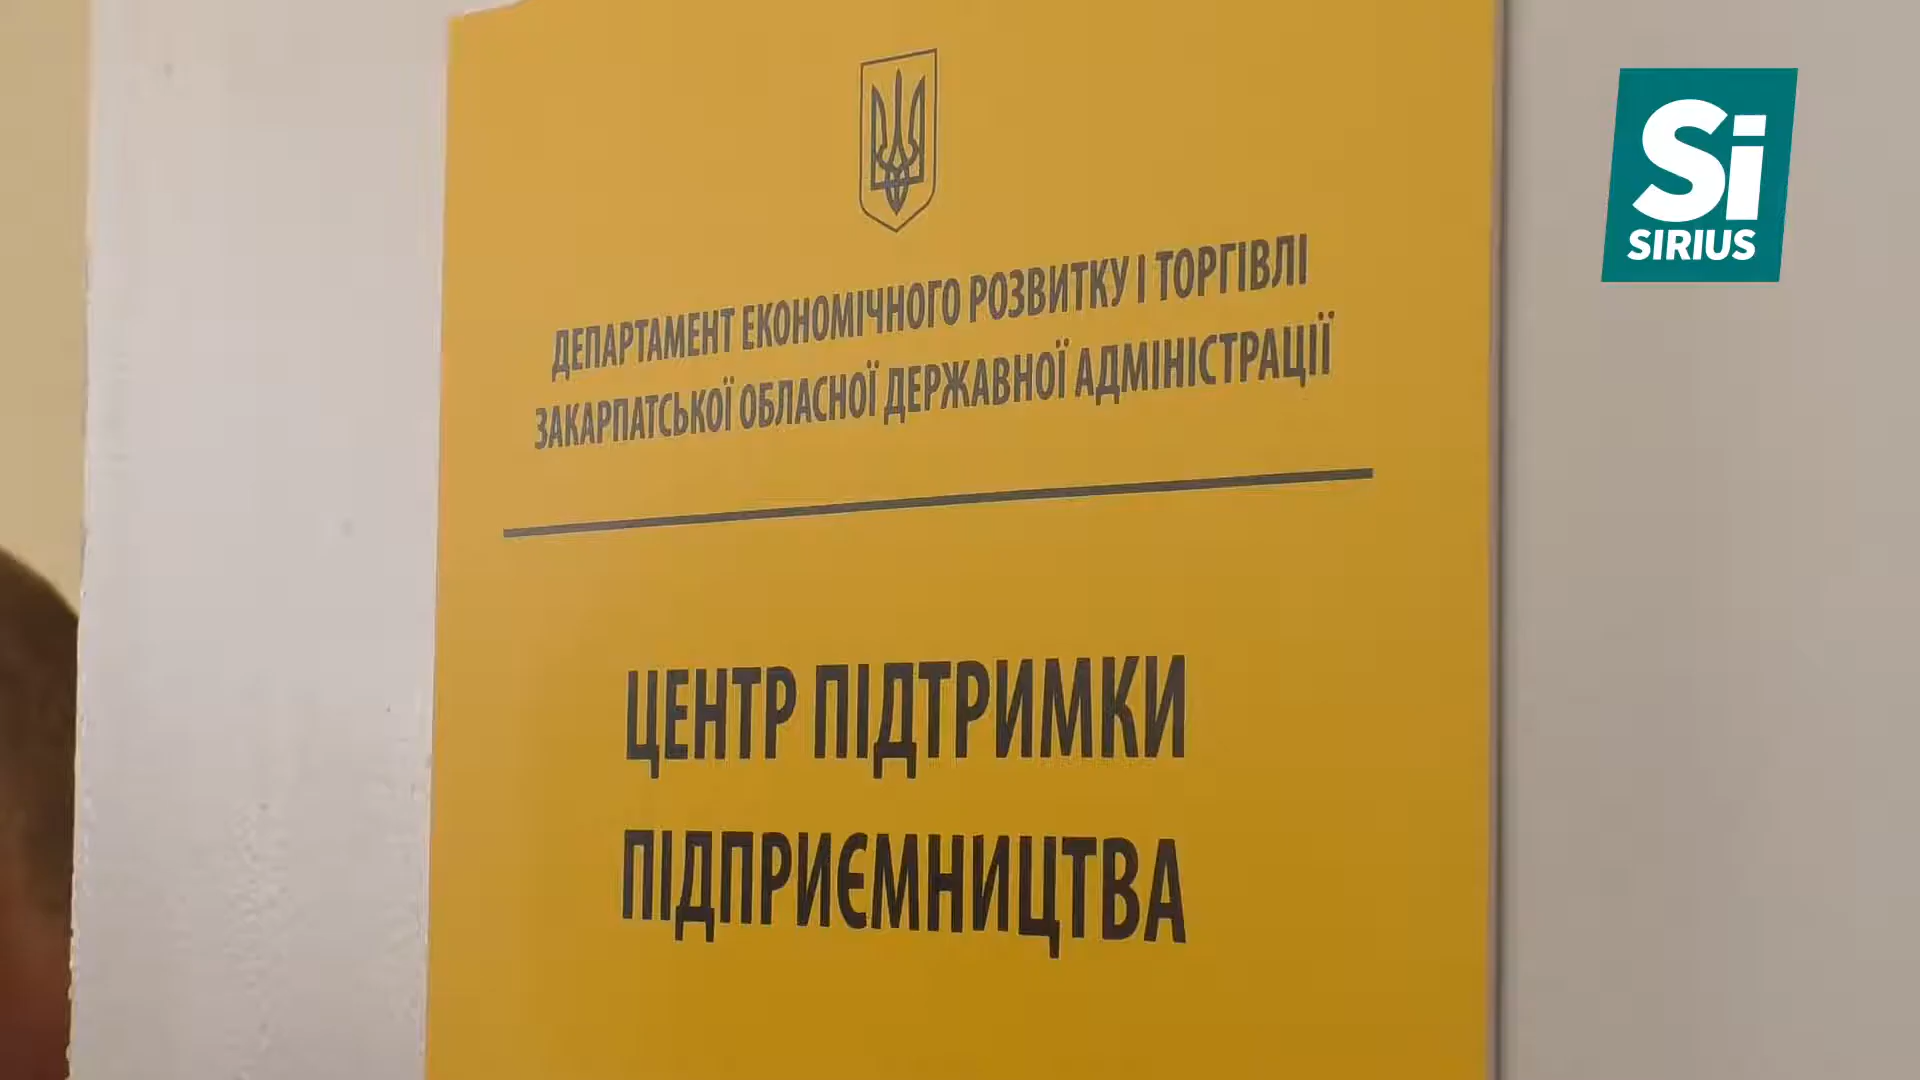 ДЕПАРТАМЕНТ ЕКОНОМІЧНОГО РОЗВИТКУ І ТОРГІВЛІ
ЗАКАРПАТСЬКОЇ ОБЛАСНОЇ ДЕРЖАВНОЇ АДМІНІСТРАЦІЇ
ЦЕНТР ПІДТРИМКИ
ПІДПРИЄМНИЦТВА
Si
SIRIUS